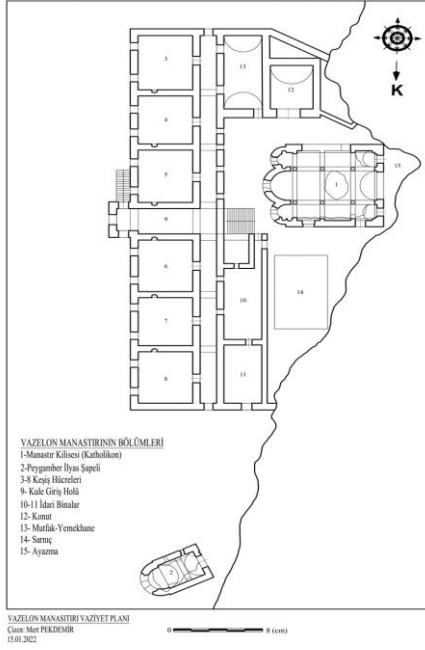 K
3
13
12
4
15
5
1
9
6
14
10
7
11
8
VAZELON MANASTIRININ BÖLÜMLERİ
1-Manastır Kilisesi (Katholikon)
2-Peygamber İlyas Şapeli
3-8 Keşiş Hücreleri
9- Kule Giriş Holü
10-11 İdari Binalar
12- Konut
13- Mutfak-Yemekhane
14- Sarnıç
15- Ayazma
2
VAZELON MANASITIRI VAZİYET PLANI
Çizen: Mert PEKDEMİR
15.01.2022
0 8 (cm)